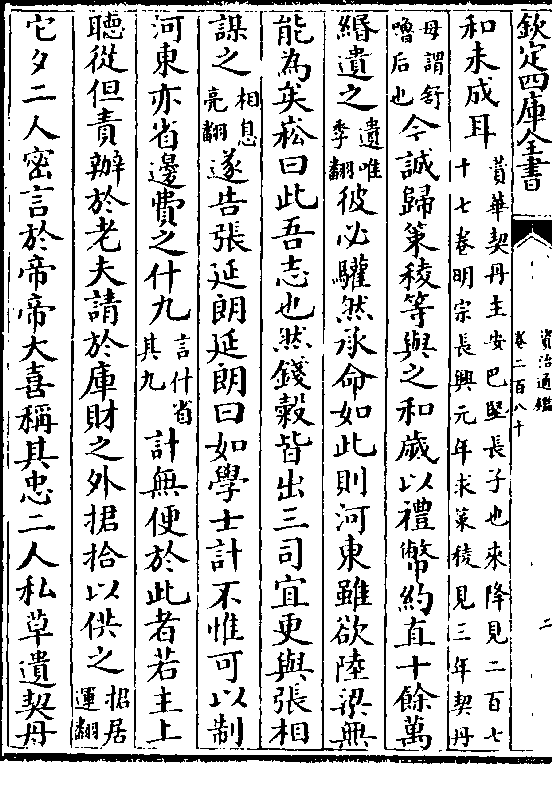 欽定四庫全書
資治通鑑
卷二百八十
二
和未成耳賛華契丹主安巴堅長子也來降見二百七
十七卷明宗長興元年求策稜見三年契丹
母謂舒嚕后也今誠歸策稜等與之和歲以禮幣約直十餘萬
緡遺之遺唯季翻彼必驩然承命如此則河東雖欲陸梁無
能為矣崧曰此吾志也然錢穀皆出三司宜更與張相
謀之相息亮翻遂告張延朗延朗曰如學士計不惟可以制
河東亦省邊費之什九言什省其九計無便於此者若主上
聽從但責辦於老夫請於庫財之外捃拾以供之捃居運翻
它夕二人密言於帝帝大喜稱其忠二人私草遺契丹